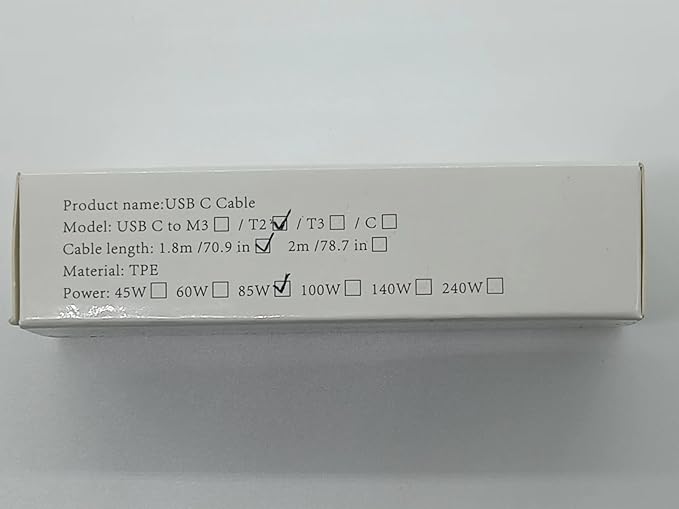 Product name:USB C Cable
Model: USB C to M3☐ / T2☑ / T3☐ / C☐
Cable length: 1.8m /70.9 in☑ 2m /78.7 in☐
Material: TPE
Power: 45W☐ 60W☐ 85W☑ 100W☐ 140W☐ 240W☐